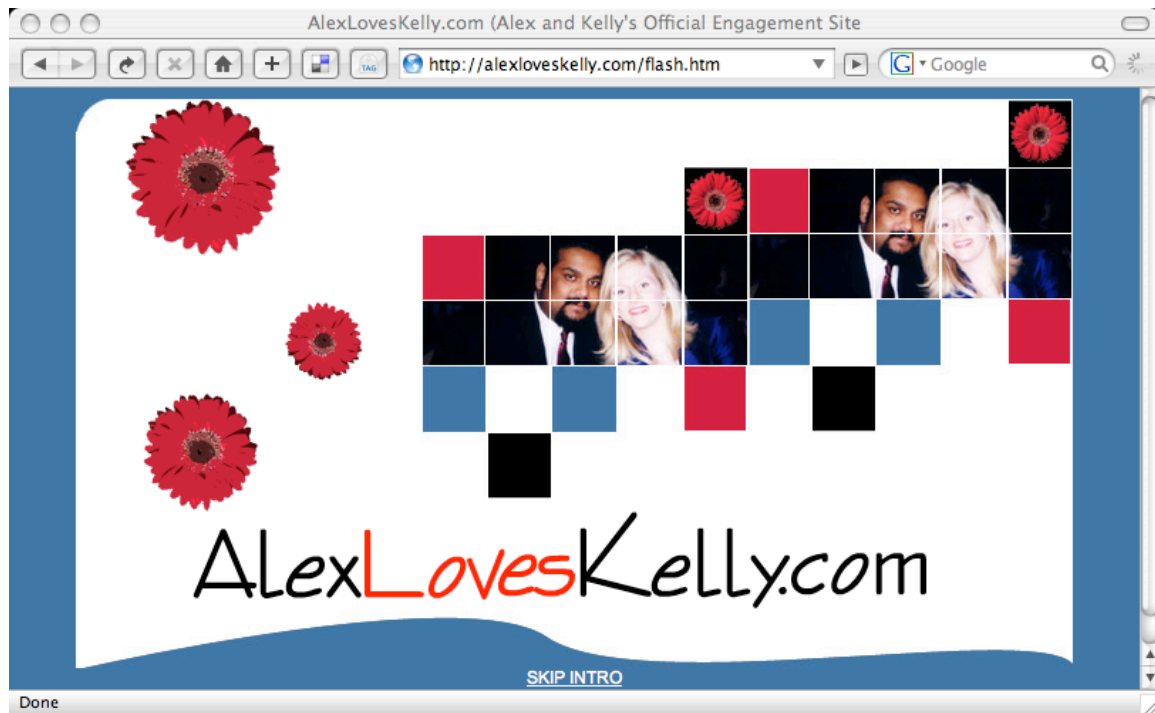 AlexLovesKelly.com (Alex and Kelly's Official Engagement Site
TAG
http://alexloveskelly.com/flash.htm
G Google
AlexLovesKelly.com
SKIP INTRO
Done